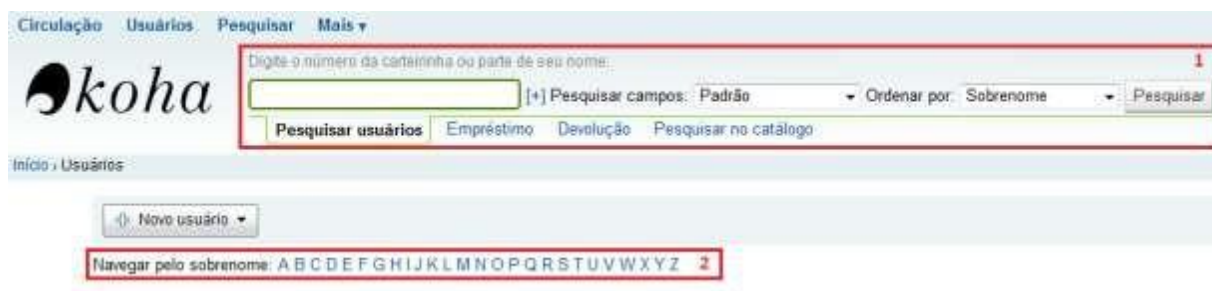 Circulação Usuários Pesquisar Mais ▾
koha
Digite o número da carteirinha ou parte de seu nome:
1
[+] Pesquisar campos: Padrão Ordenar por: Sobrenome Pesquisar
Pesquisar usuários Empréstimo Devolução Pesquisar no catálogo
Início › Usuários
Novo usuário
Navegar pelo sobrenome: A B C D E F G H I J K L M N O P Q R S T U V W X Y Z 2